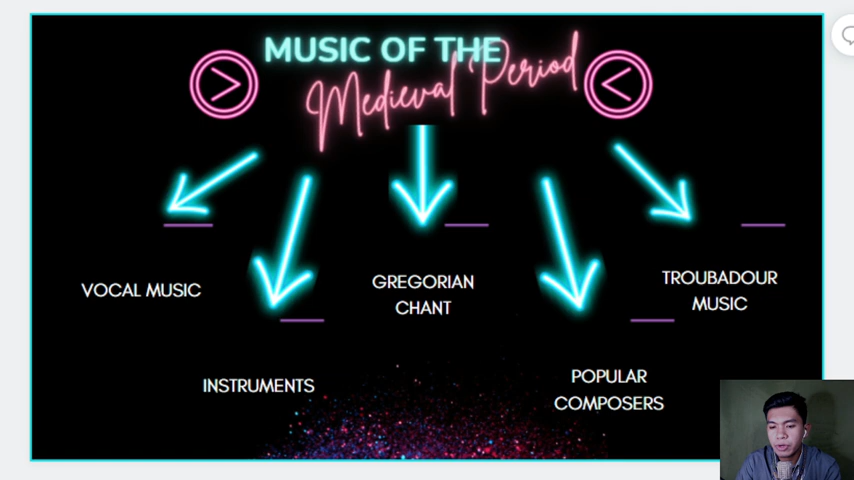 MUSIC OF THE
Medieval Period
VOCAL MUSIC
INSTRUMENTS
GREGORIAN
CHANT
POPULAR
COMPOSERS
TROUBADOUR
MUSIC